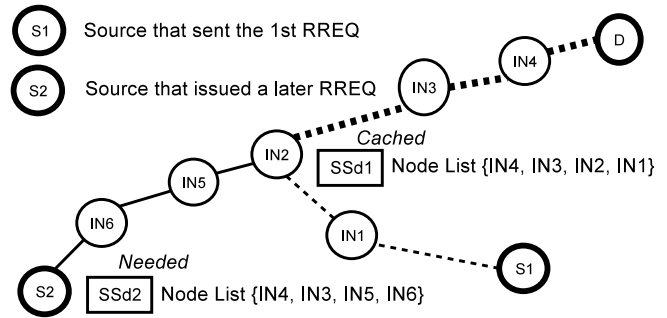 S1 Source that sent the 1st RREQ
D
S2 Source that issued a later RREQ
IN4
IN3
Cached
IN2
SSd1 Node List {IN4, IN3, IN2, IN1}
IN5
IN6
IN1
Needed
S1
S2
SSd2 Node List {IN4, IN3, IN5, IN6}